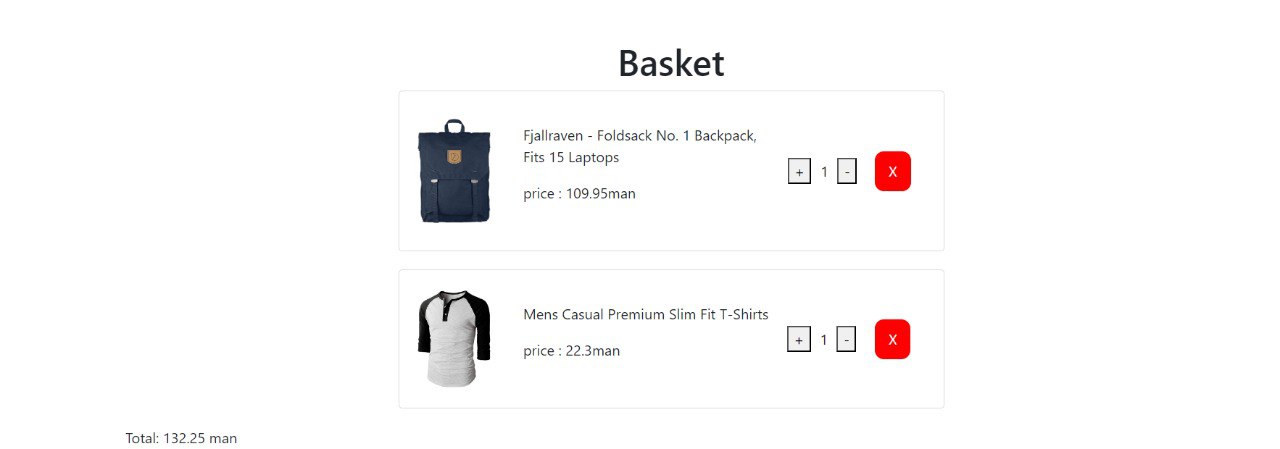 Basket
Fjallraven - Foldsack No. 1 Backpack,
Fits 15 Laptops
price : 109.95man
+ 1 - X
Mens Casual Premium Slim Fit T-Shirts
price : 22.3man
+ 1 - X
Total: 132.25 man